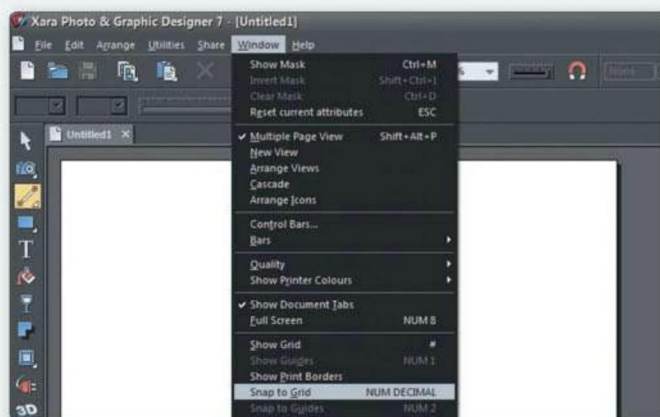 Xara Photo & Graphic Designer 7 - [Untitled1]
File Edit Arrange Utilities Share Window Help
Show Mask Ctrl+M
Invert Mask Shift+Ctrl+I
Clear Mask Ctrl+D
Reset current attributes ESC
Untitled1
Multiple Page View Shift+Alt+P
New View
Arrange Views
Cascade
Arrange Icons
Control Bars...
Bars
Quality
Show Printer Colours
Show Document Tabs
Full Screen NUM 8
Show Grid #
Show Guides NUM 1
Show Print Borders
Snap to Grid NUM DECIMAL
Snap to Guides NUM 2
T
3D
%
None